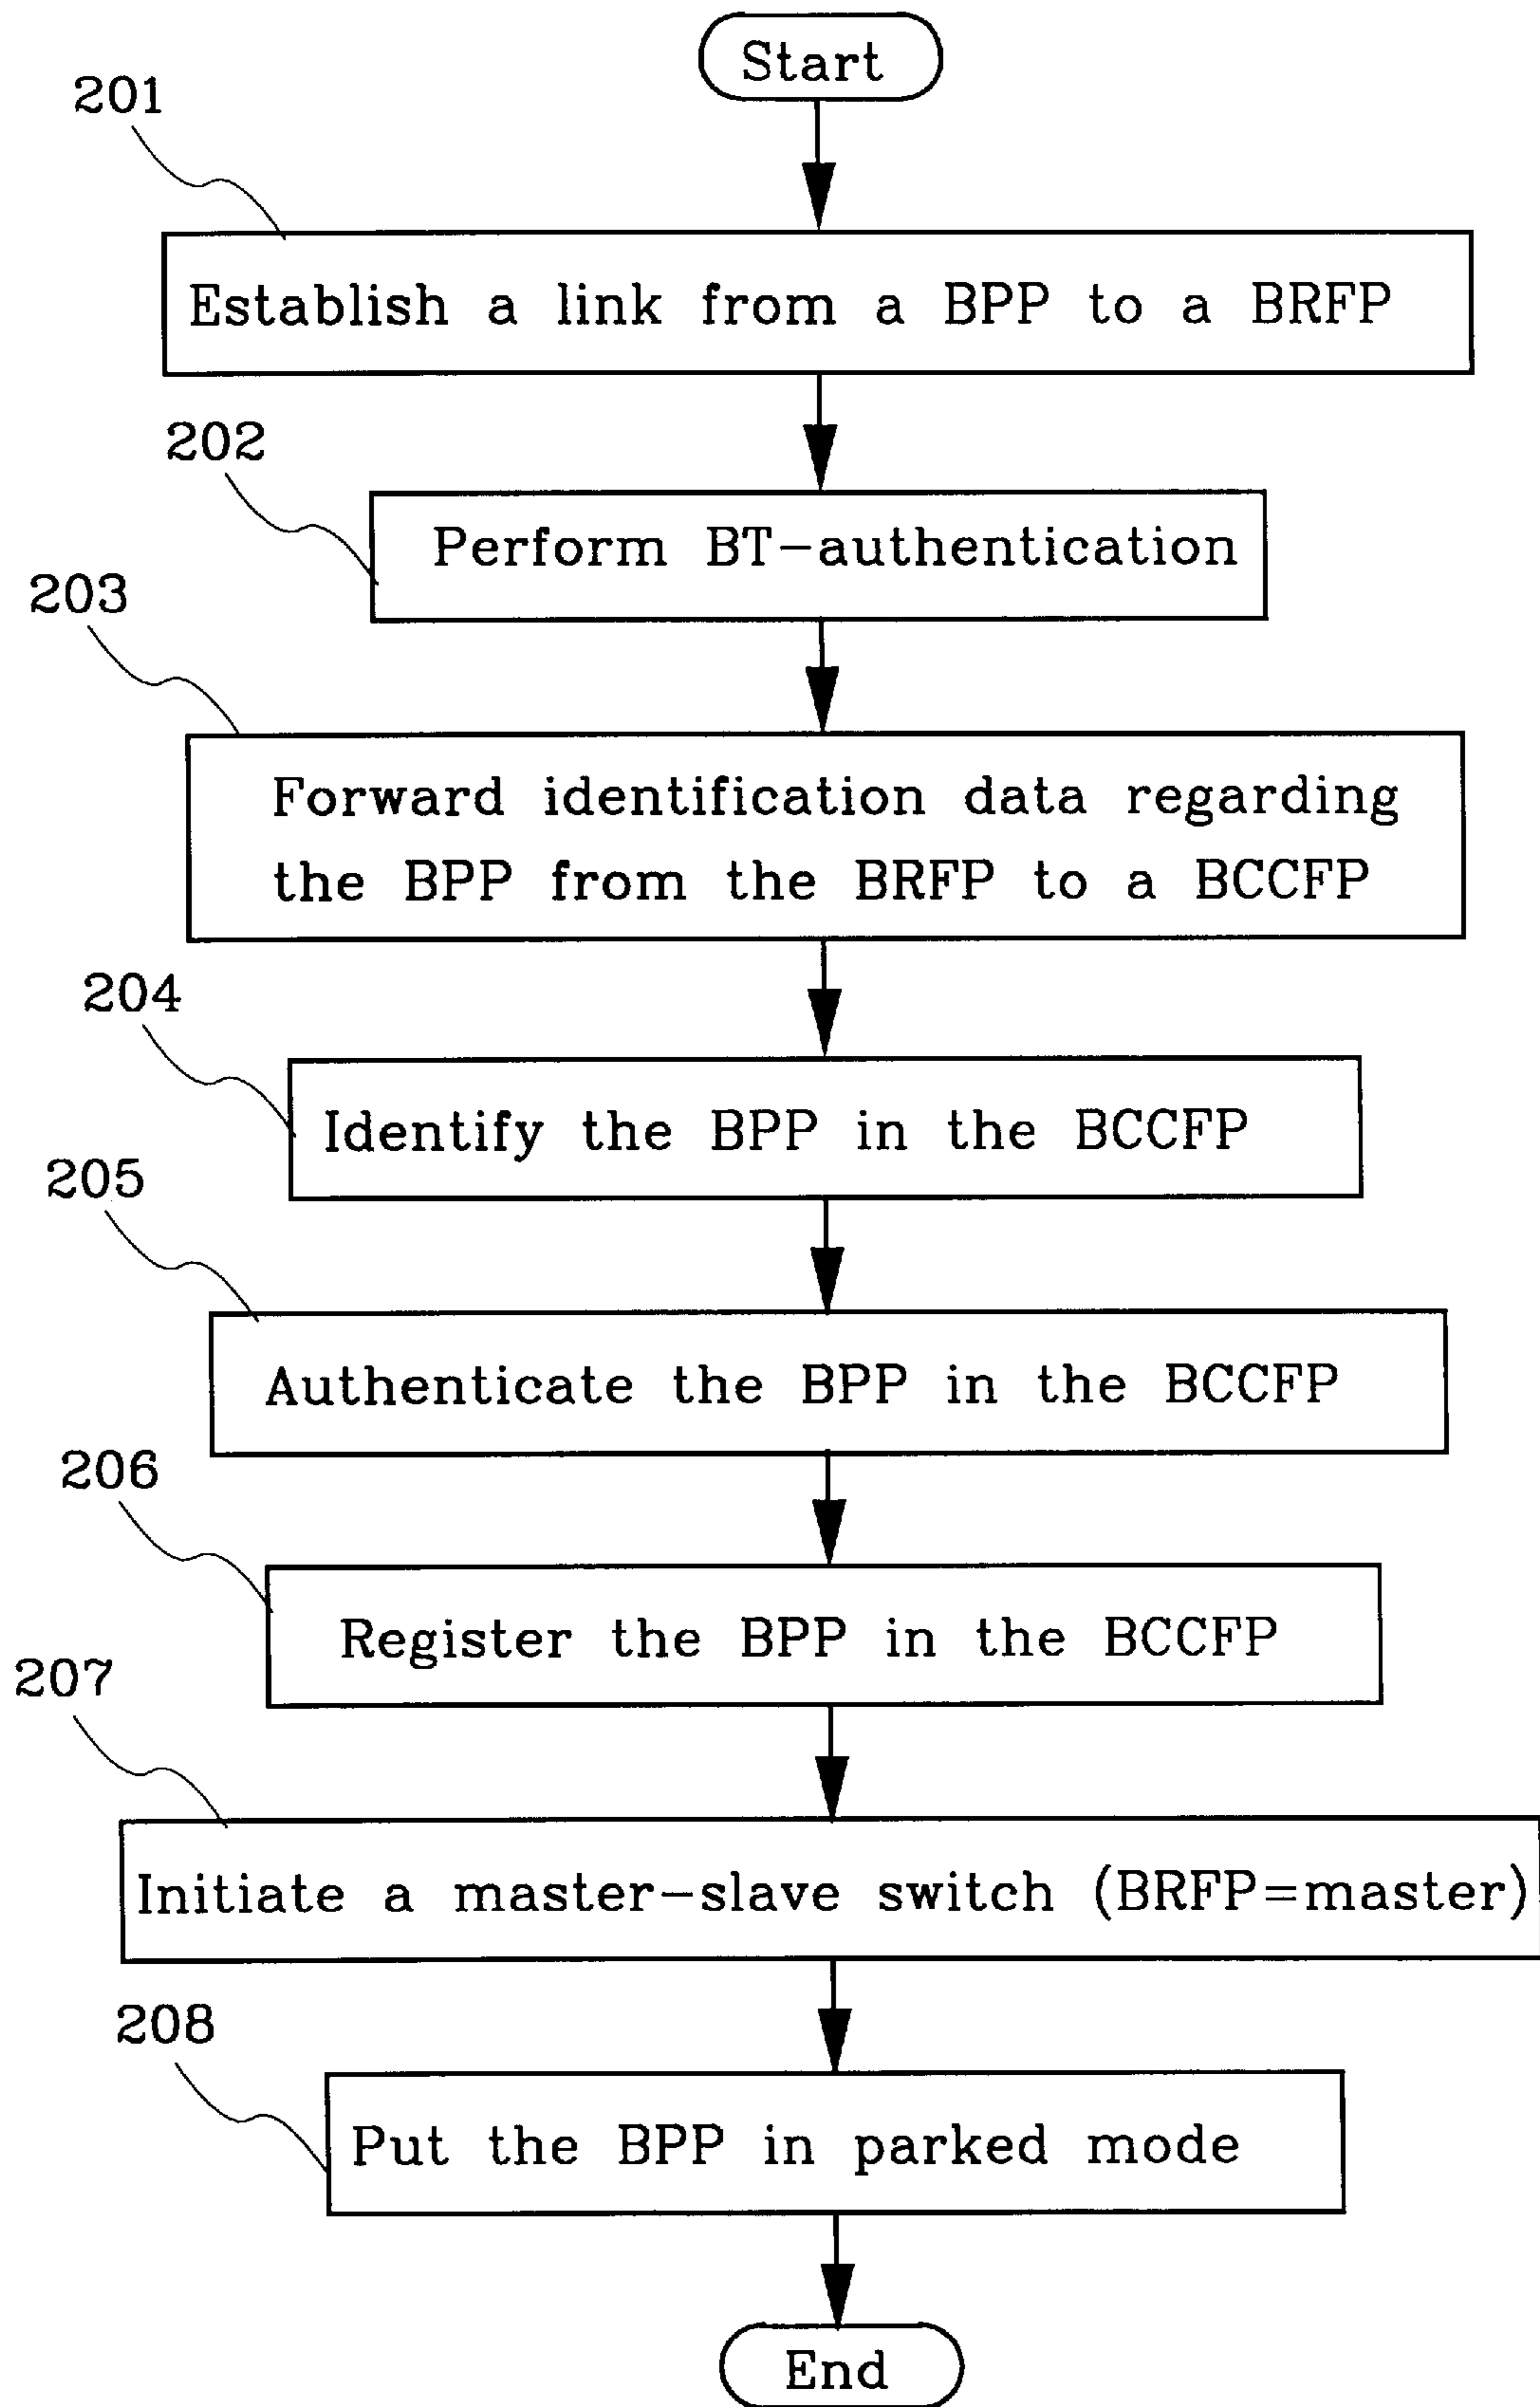 Start
201
Establish a link from a BPP to a BRFP
202
Perform BT-authentication
203
Forward identification data regarding
the BPP from the BRFP to a BCCFP
204
Identify the BPP in the BCCFP
205
Authenticate the BPP in the BCCFP
206
Register the BPP in the BCCFP
207
Initiate a master-slave switch (BRFP=master)
208
Put the BPP in parked mode
End